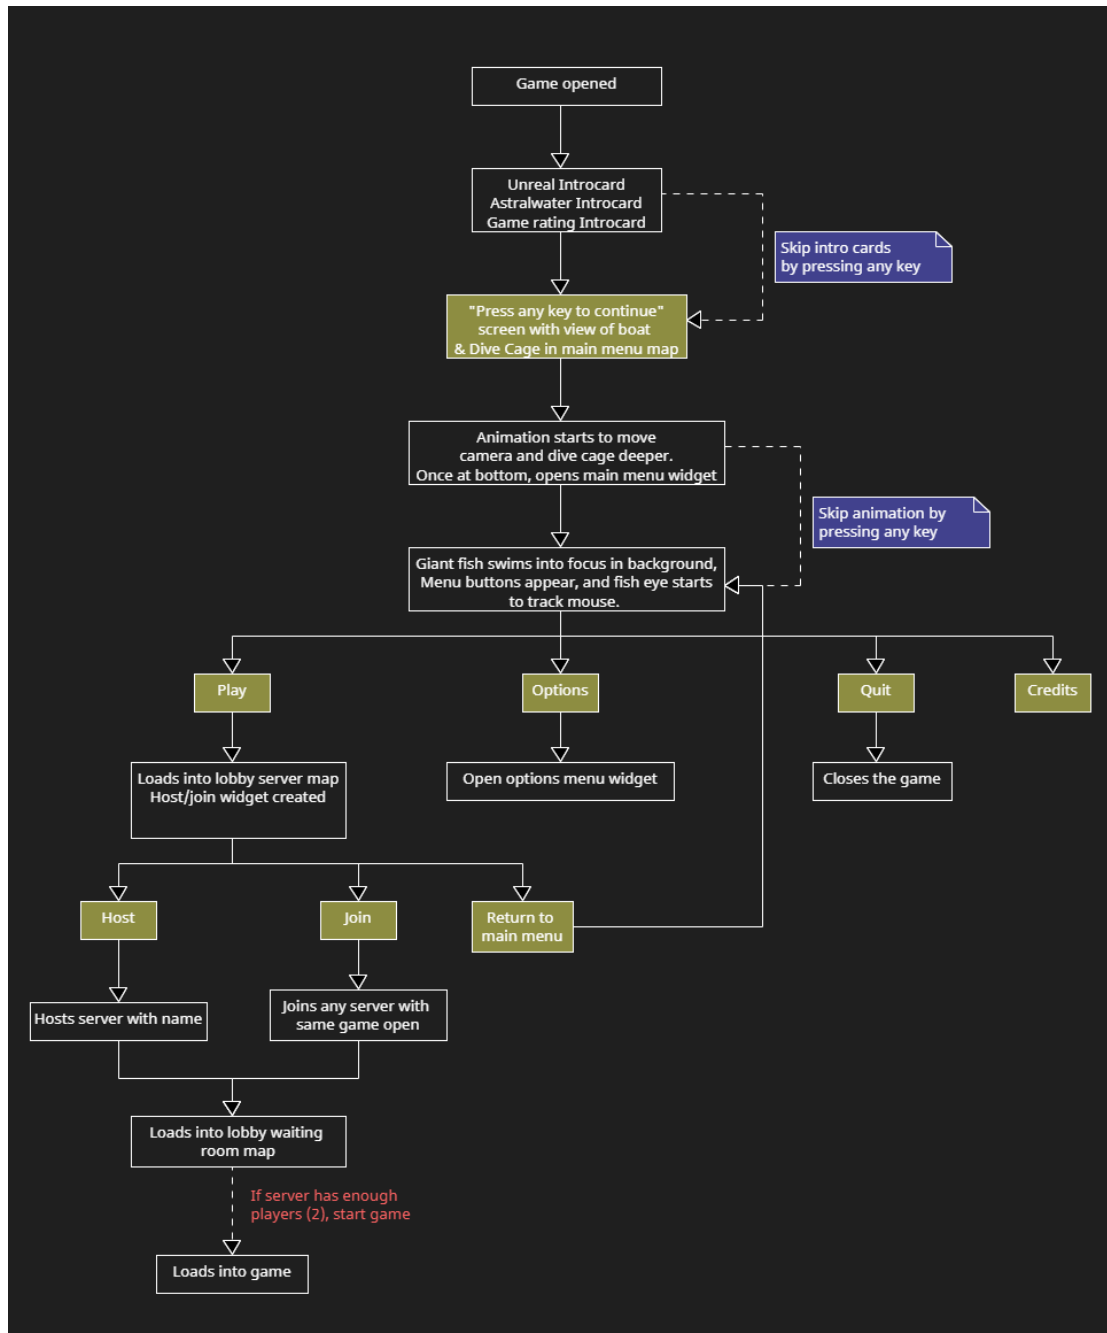 Game opened
Unreal Introcard
Astralwater Introcard
Game rating Introcard
Skip intro cards
by pressing any key
"Press any key to continue"
screen with view of boat
& Dive Cage in main menu map
Animation starts to move
camera and dive cage deeper.
Once at bottom, opens main menu widget
Skip animation by
pressing any key
Giant fish swims into focus in background,
Menu buttons appear, and fish eye starts
to track mouse.
Play
Options
Quit
Credits
Loads into lobby server map
Host/join widget created
Open options menu widget
Closes the game
Host
Join
Return to
main menu
Hosts server with name
Joins any server with
same game open
Loads into lobby waiting
room map
If server has enough
players (2), start game
Loads into game